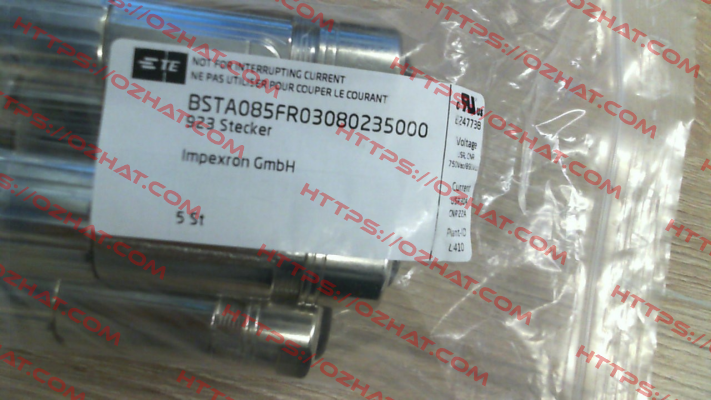 TE
NOT FOR INTERRUPTING CURRENT
NE PAS UTILISER POUR COUPER LE COURANT
BSTA085FR03080235000
923 Stecker
Impexron GmbH
5 St
Voltage
Current
HTTPS://OZHAT.COM